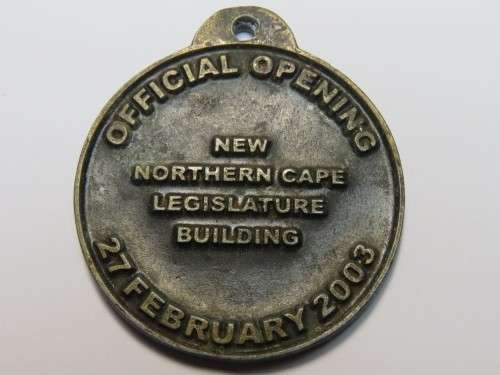 OFFICIAL OPENING
NEW
NORTHERN CAPE
LEGISLATURE
BUILDING
27 FEBRUARY 2003